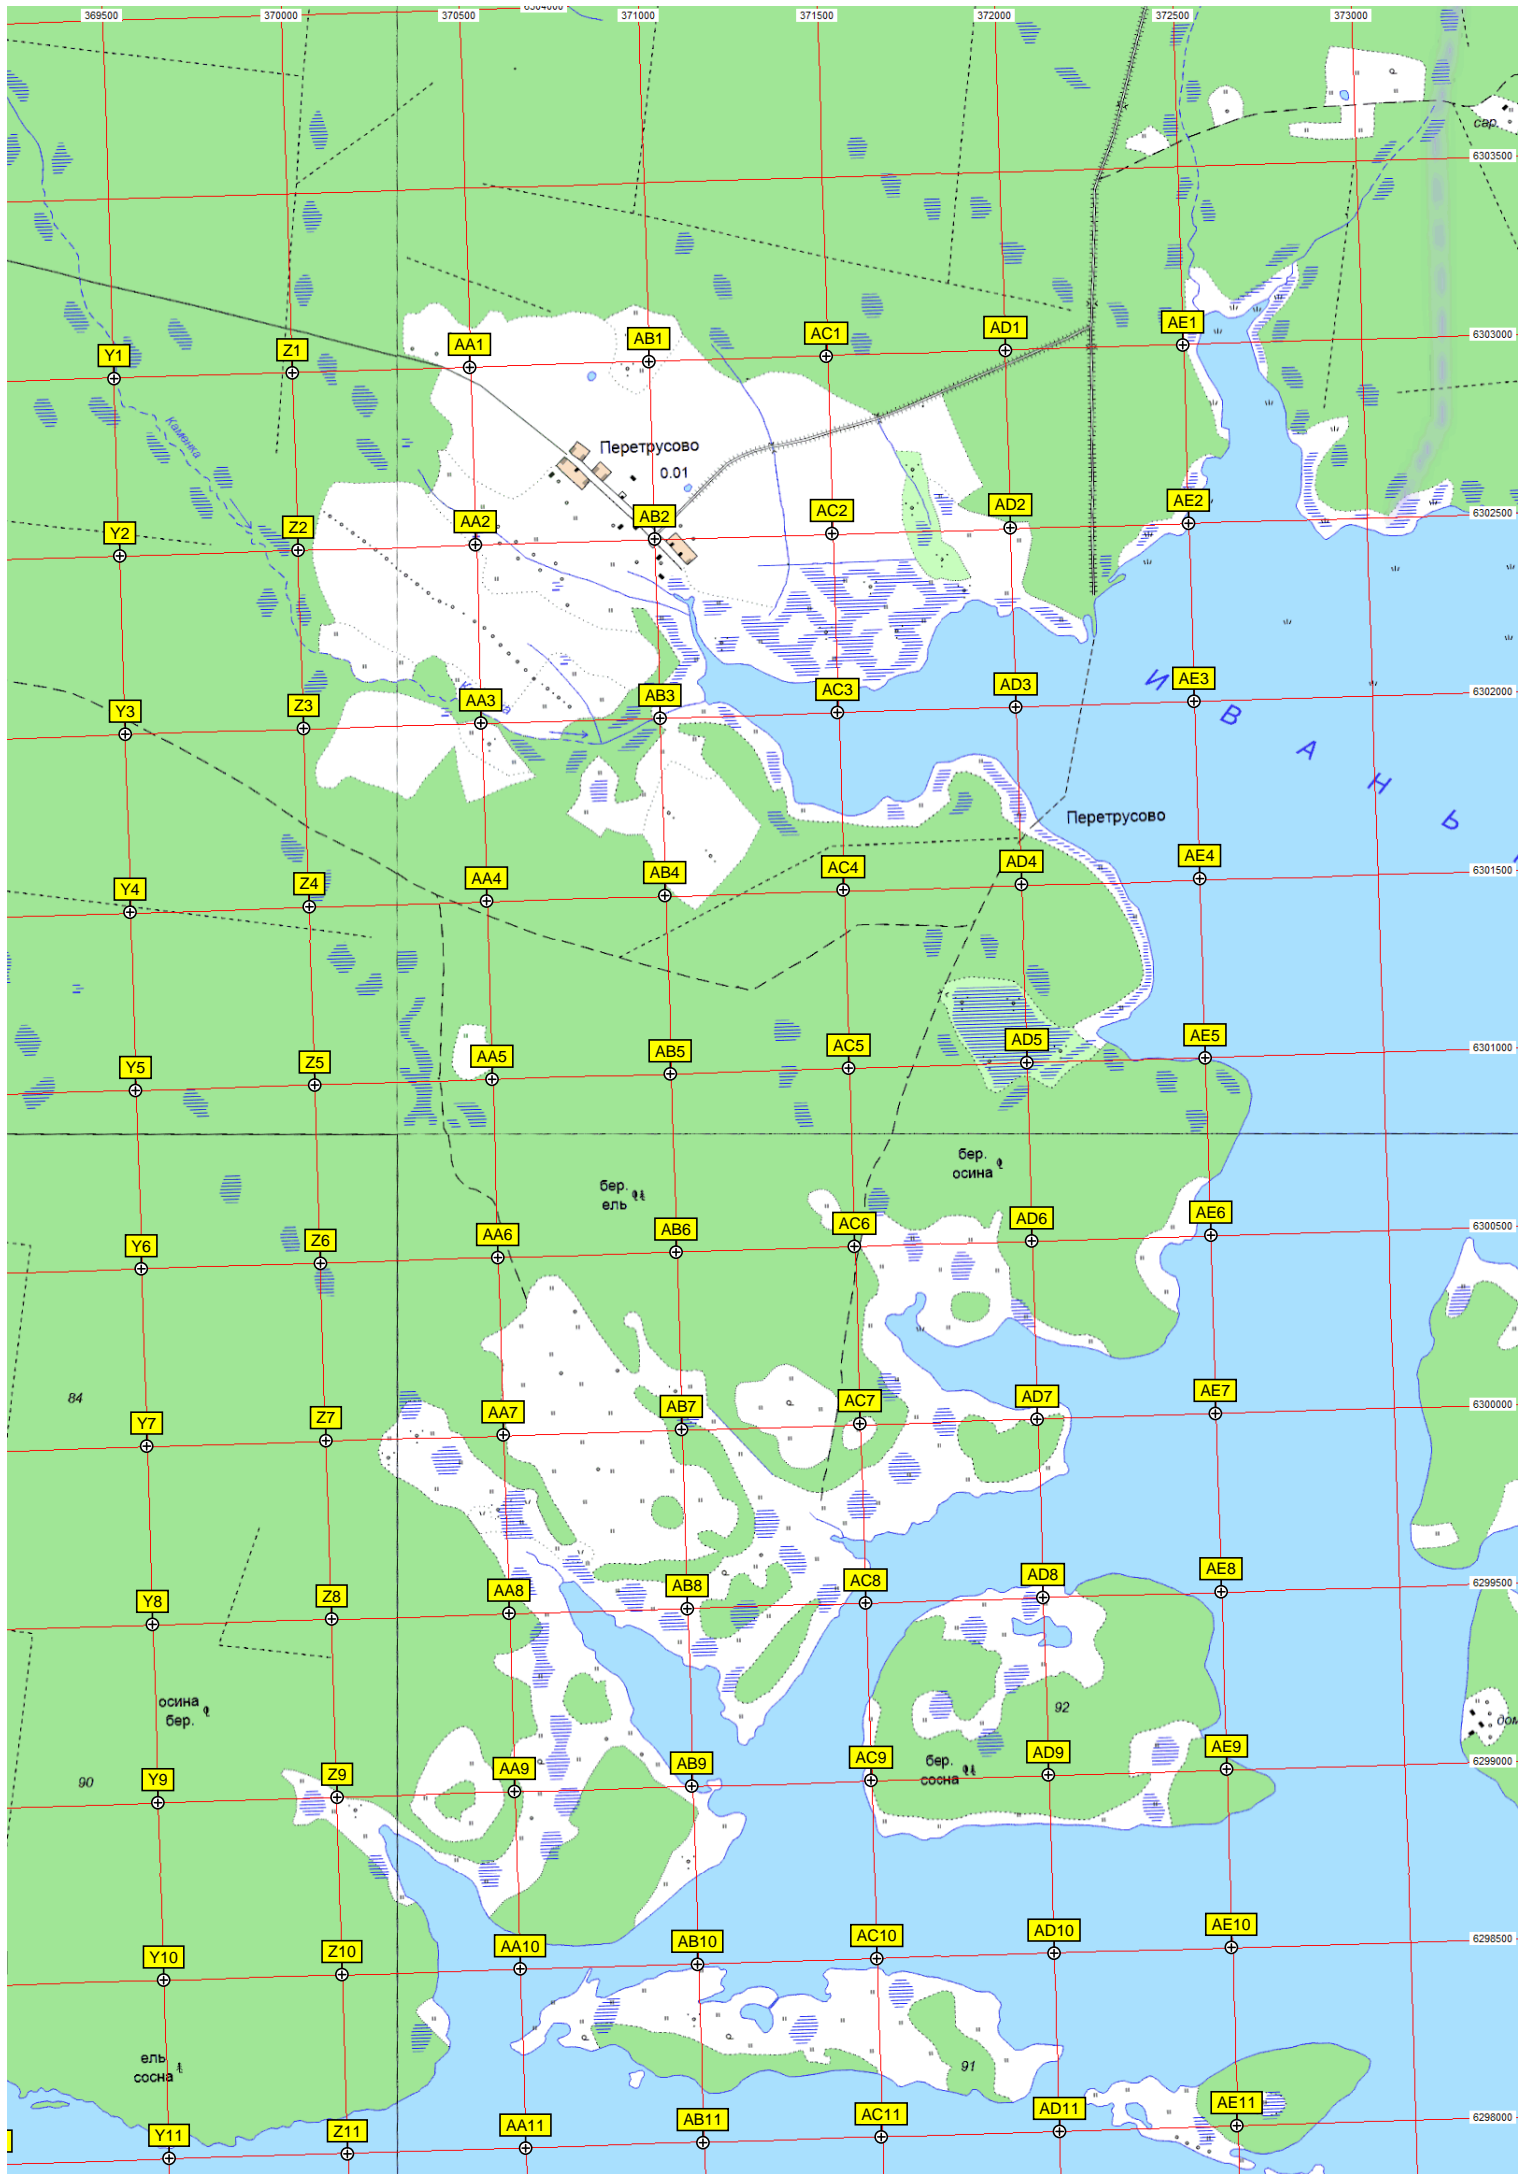 6304000
369500 370000 370500 371000 371500 372000 372500 373000
сар.
6303500
Y1 Z1 AA1 AB1 AC1 AD1 AE1
6303000
Каменка
Перетрусово
0.01
Y2 Z2 AA2 AB2 AC2 AD2 AE2
6302500
Y3 Z3 AA3 AB3 AC3 AD3 AE3
6302000
И В А Н Ь
Перетрусово
Y4 Z4 AA4 AB4 AC4 AD4 AE4
6301500
Y5 Z5 AA5 AB5 AC5 AD5 AE5
6301000
бер.
осина
бер.
ель
Y6 Z6 AA6 AB6 AC6 AD6 AE6
6300500
84
Y7 Z7 AA7 AB7 AC7 AD7 AE7
6300000
Y8 Z8 AA8 AB8 AC8 AD8 AE8
6299500
осина
бер.
92
дом
90
Y9 Z9 AA9 AB9 AC9 AD9 AE9
6299000
бер.
сосна
Y10 Z10 AA10 AB10 AC10 AD10 AE10
6298500
ель
сосна
91
Y11 Z11 AA11 AB11 AC11 AD11 AE11
6298000